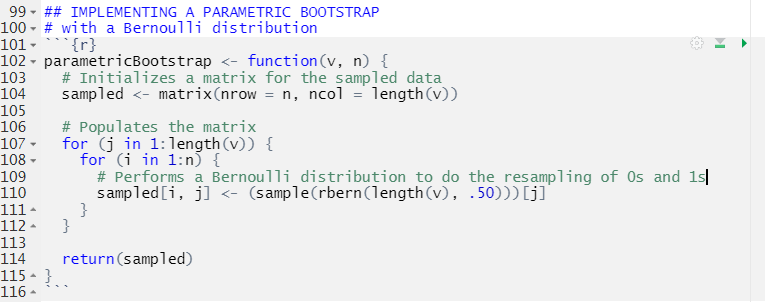 99 ## IMPLEMENTING A PARAMETRIC BOOTSTRAP
100 # with a Bernoulli distribution
101 ```{r}
102 parametricBootstrap <- function(v, n) {
103   # Initializes a matrix for the sampled data
104   sampled <- matrix(nrow = n, ncol = length(v))
105
106   # Populates the matrix
107   for (j in 1:length(v)) {
108     for (i in 1:n) {
109       # Performs a Bernoulli distribution to do the resampling of 0s and 1s
110       sampled[i, j] <- (sample(rbern(length(v), .50)))[j]
111     }
112   }
113
114   return(sampled)
115 }
116 ```